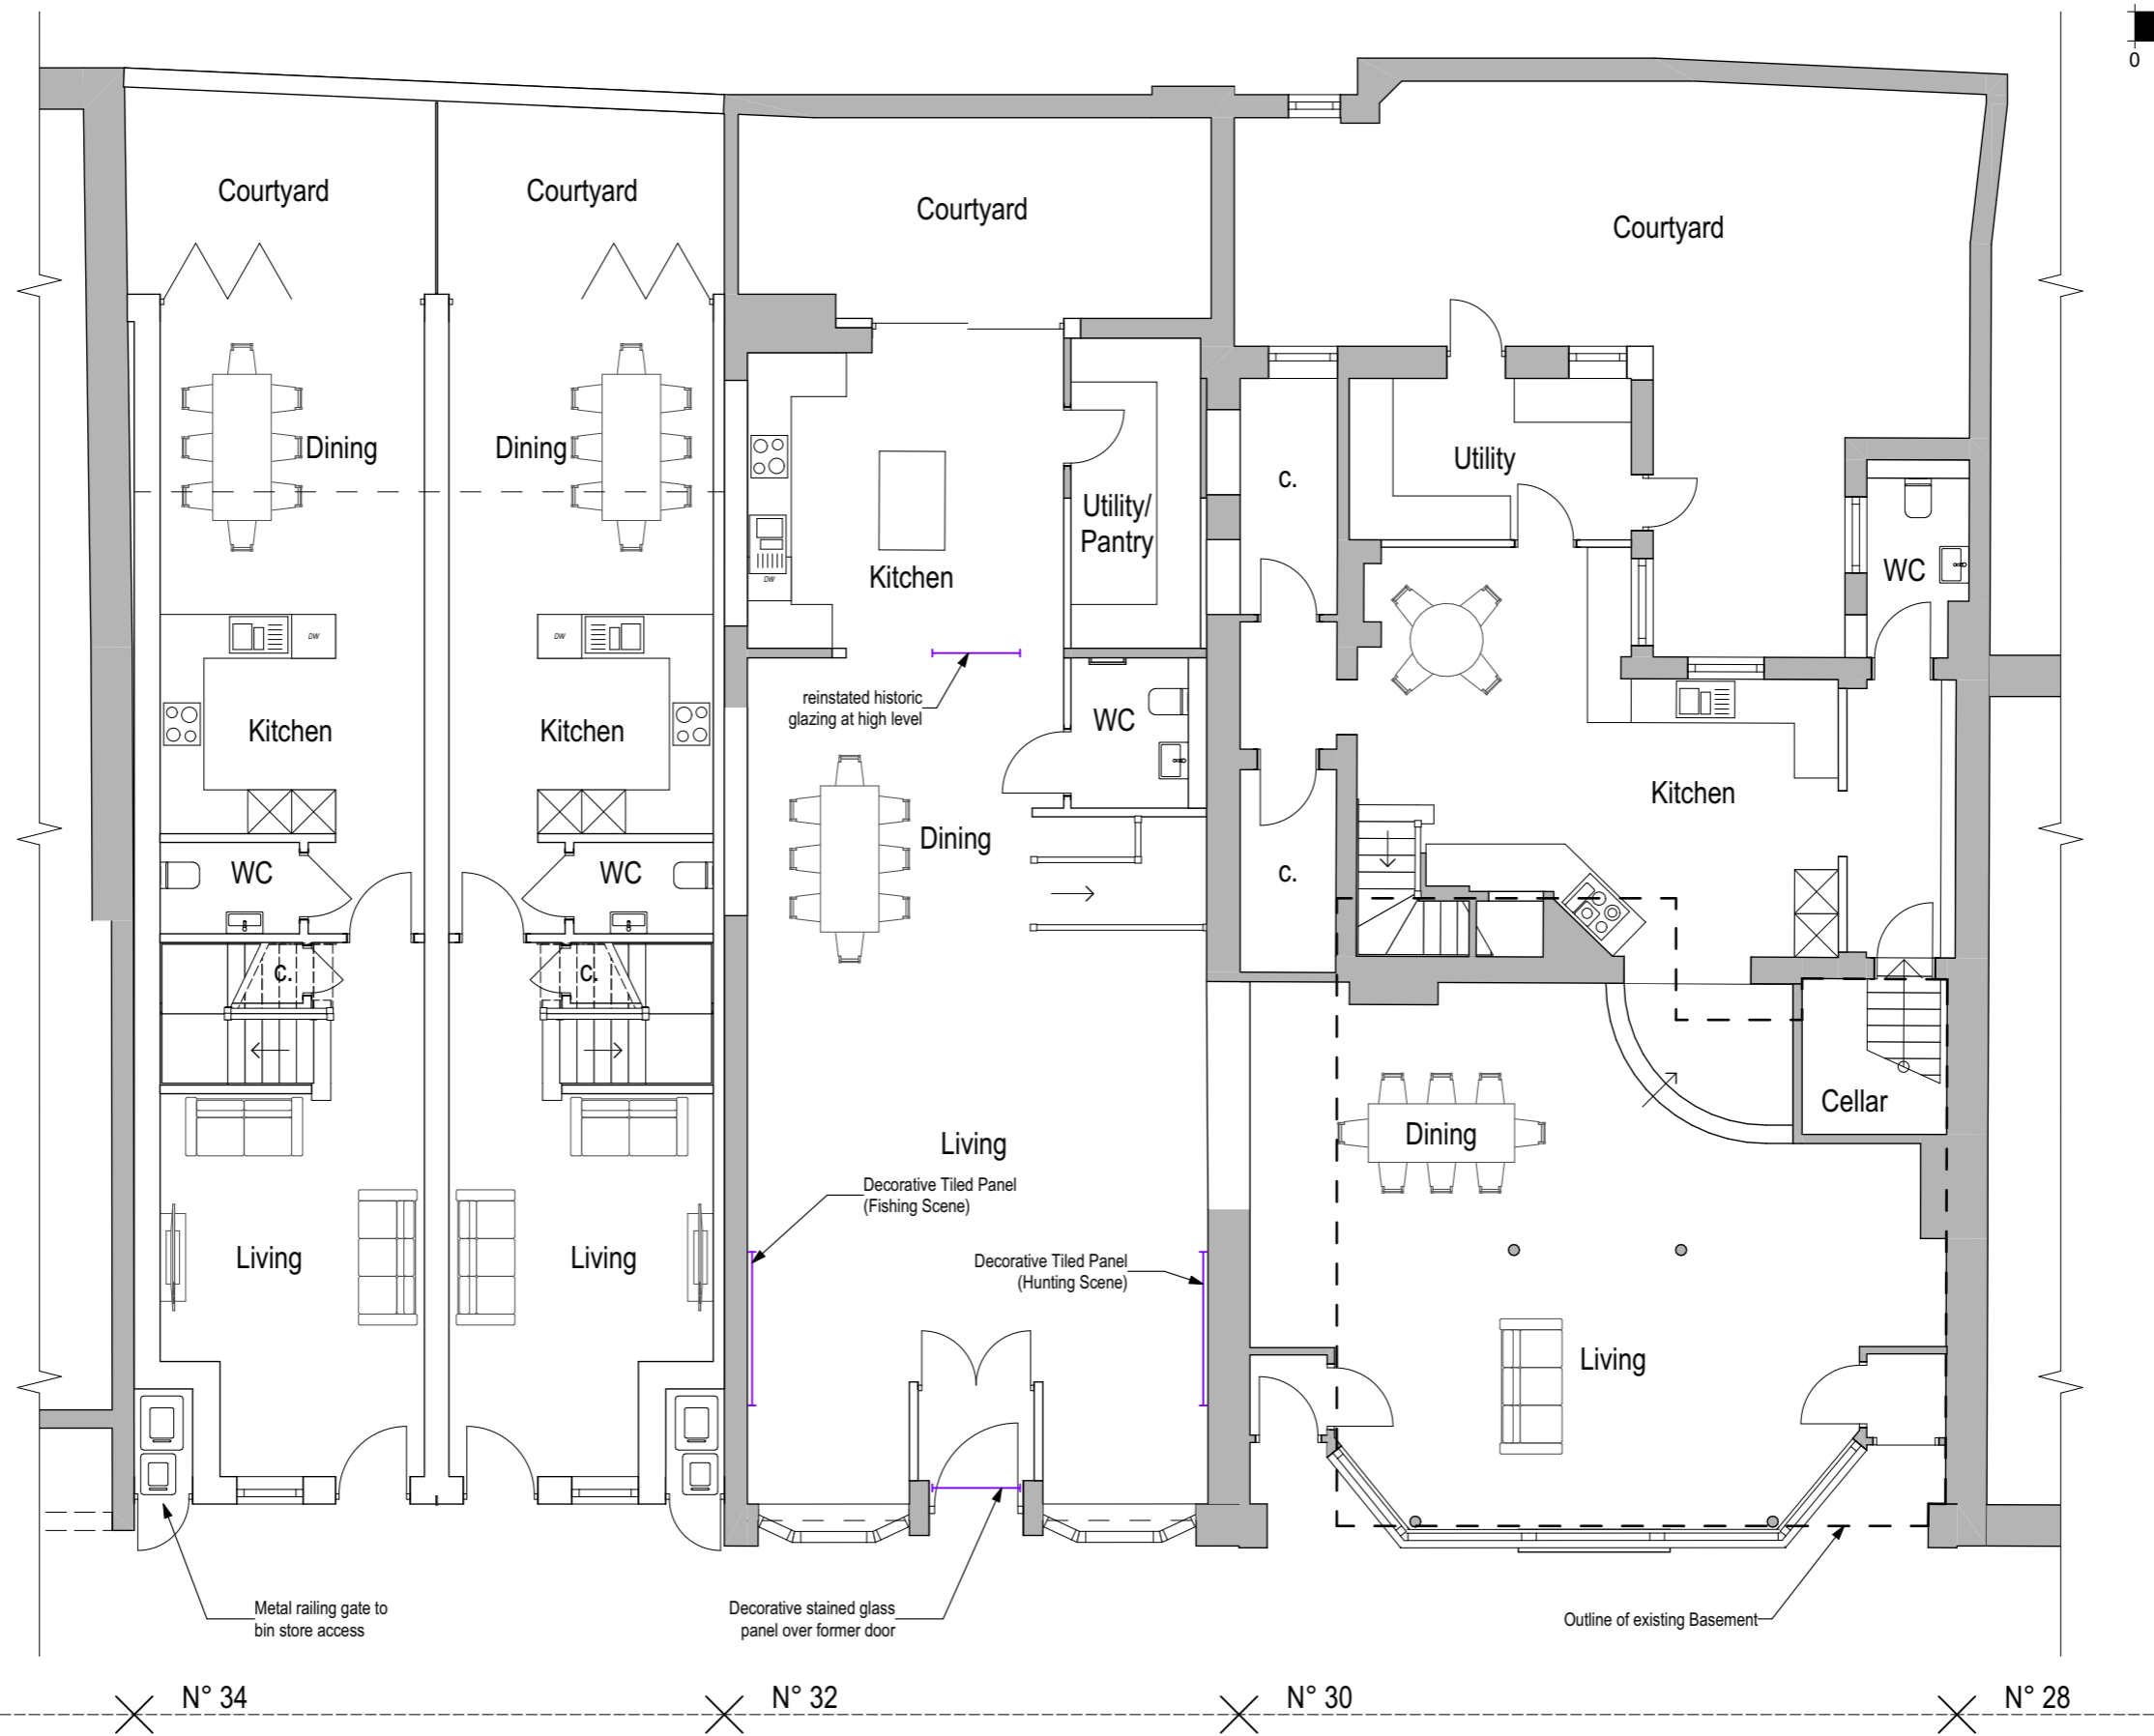 0
Courtyard
Courtyard
Courtyard
Courtyard
Dining
Dining
Utility
c.
Utility/
Pantry
Kitchen
WC
DW
DW
DW
reinstated historic
glazing at high level
WC
Kitchen
Kitchen
Kitchen
Dining
WC
WC
c.
c.
c.
Cellar
Dining
Living
Decorative Tiled Panel
(Fishing Scene)
Living
Living
Decorative Tiled Panel
(Hunting Scene)
Living
Metal railing gate to
bin store access
Decorative stained glass
panel over former door
Outline of existing Basement
N° 34
N° 32
N° 30
N° 28